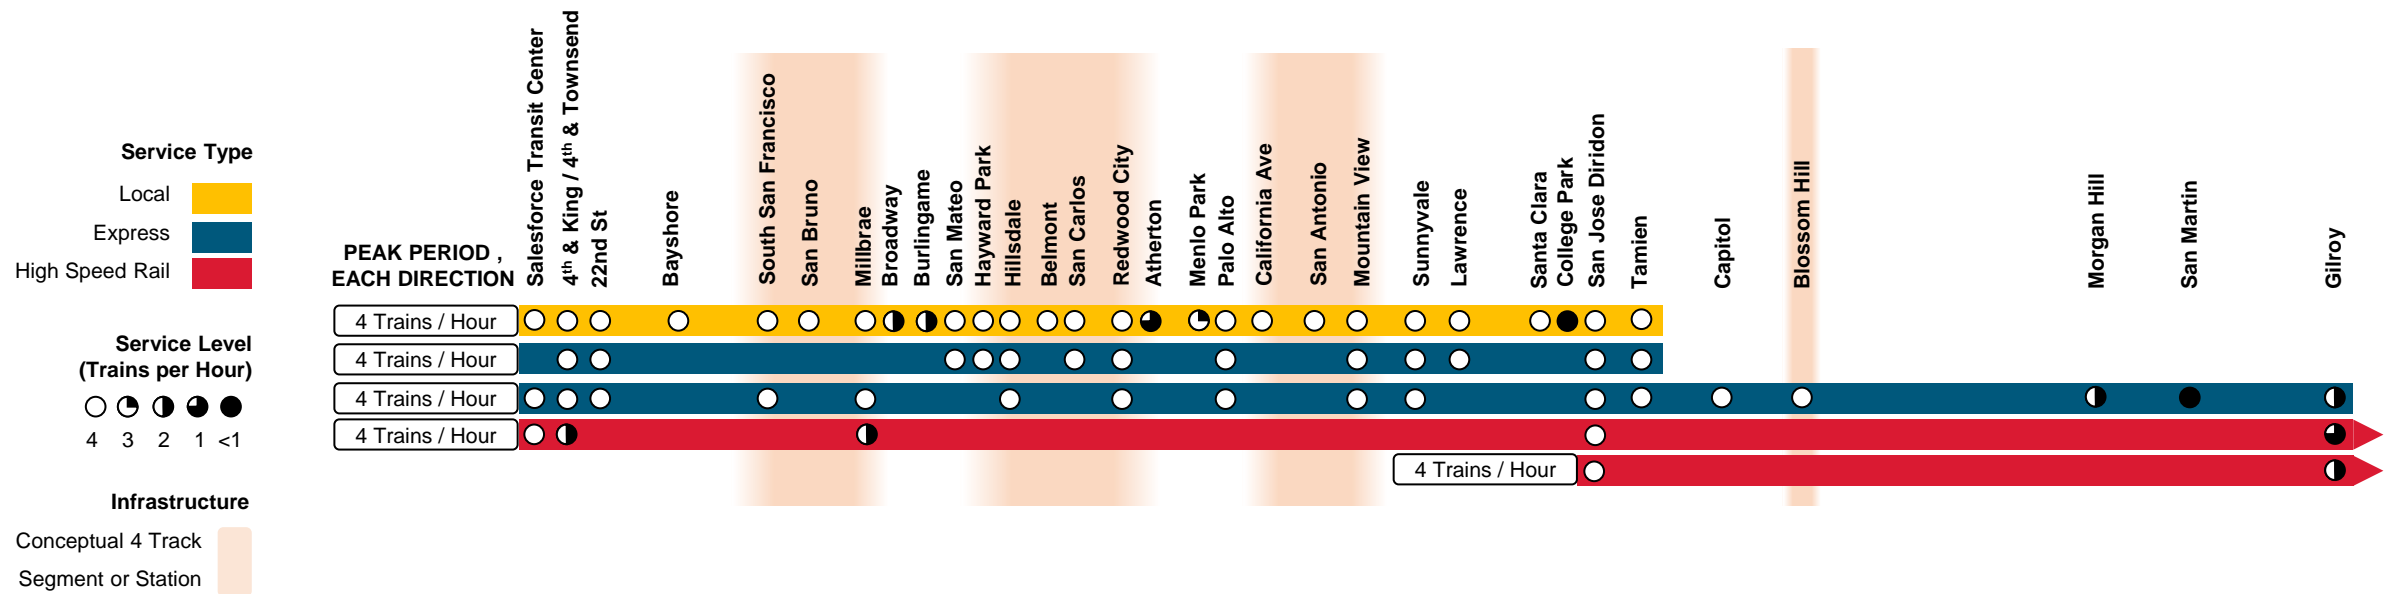 Service Type
Local
Express
High Speed Rail
Service Level
(Trains per Hour)
4 3 2 1 <1
Infrastructure
Conceptual 4 Track
Segment or Station
PEAK PERIOD ,
EACH DIRECTION
Salesforce Transit Center
4th & King / 4th & Townsend
22nd St
Bayshore
South San Francisco
San Bruno
Millbrae
Broadway
Burlingame
San Mateo
Hayward Park
Hillsdale
Belmont
San Carlos
Redwood City
Atherton
Menlo Park
Palo Alto
California Ave
San Antonio
Mountain View
Sunnyvale
Lawrence
Santa Clara
College Park
San Jose Diridon
Tamien
Capitol
Blossom Hill
Morgan Hill
San Martin
Gilroy
4 Trains / Hour
4 Trains / Hour
4 Trains / Hour
4 Trains / Hour
4 Trains / Hour